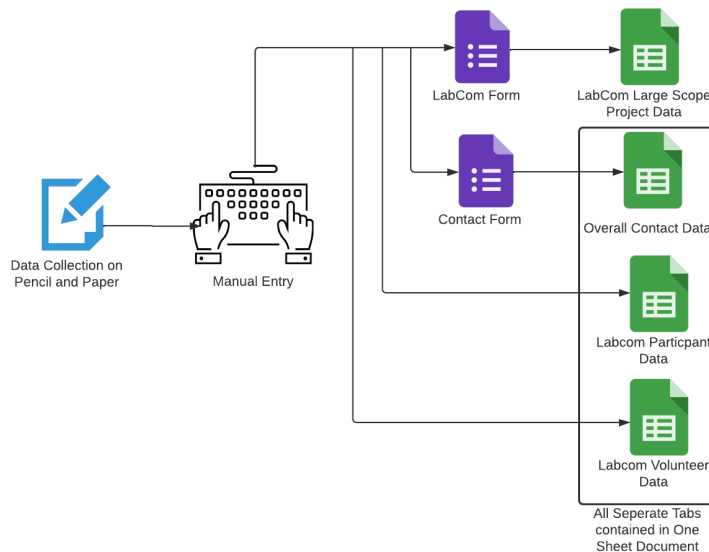 LabCom Form
LabCom Large Scope
Project Data
Contact Form
Overall Contact Data
Data Collection on
Pencil and Paper
Manual Entry
Labcom Particpant
Data
Labcom Volunteer
Data
All Seperate Tabs
contained in One
Sheet Document